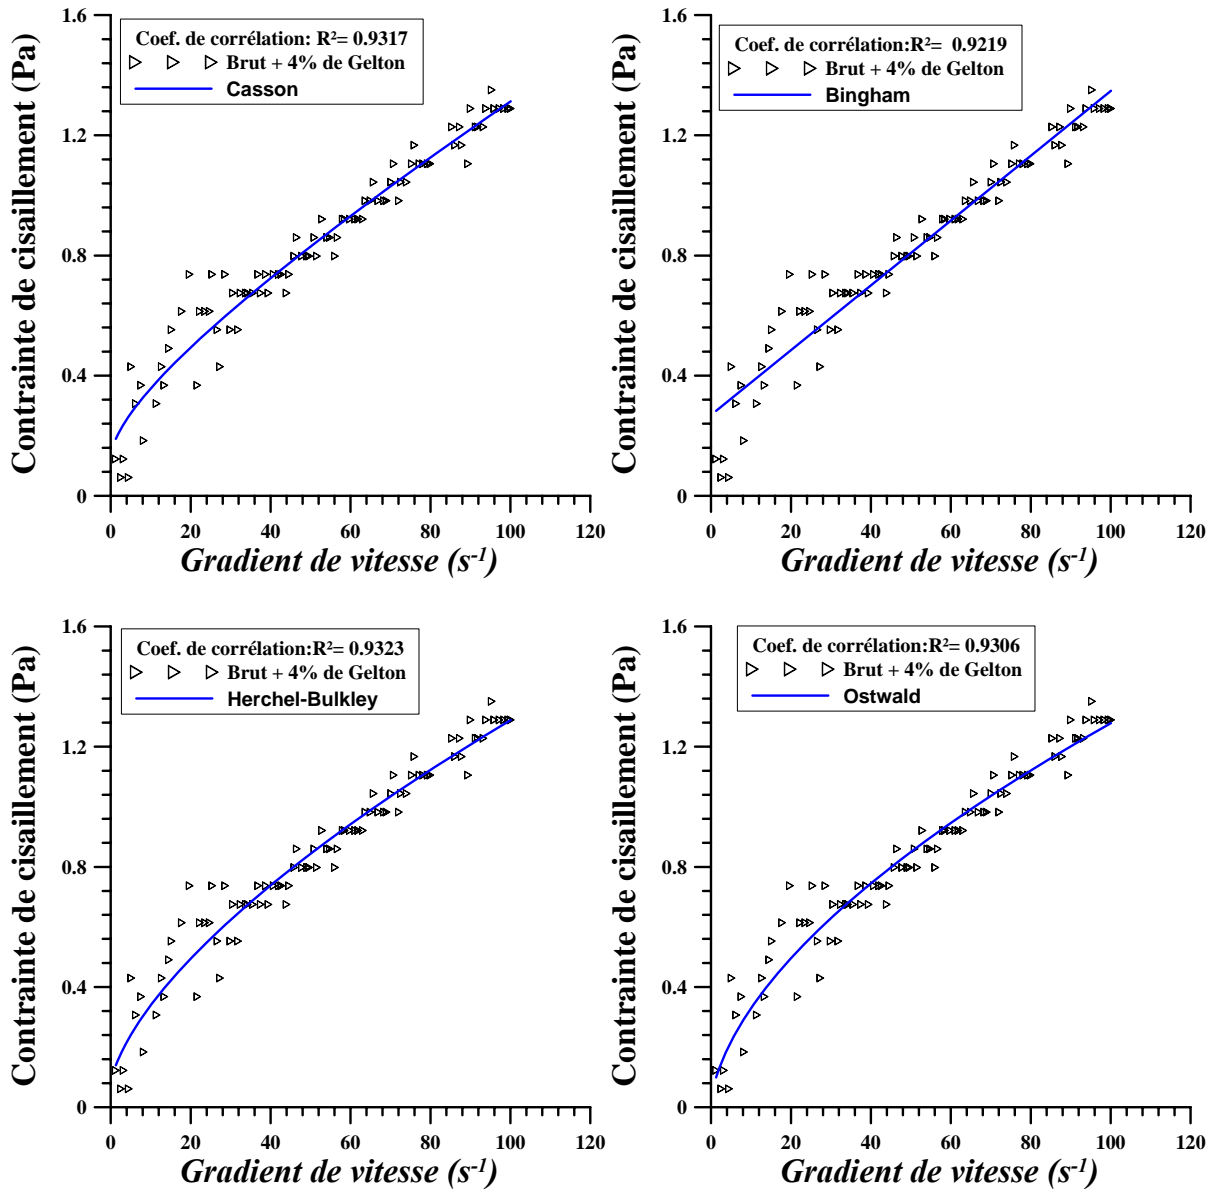 Coef. de corrélation: R²= 0.9317
Brut + 4% de Gelton
Casson
Contrainte de cisaillement (Pa)
1.6
1.2
0.8
0.4
0
0 20 40 60 80 100 120
Gradient de vitesse (s-1)
Coef. de corrélation:R²= 0.9219
Brut + 4% de Gelton
Bingham
Contrainte de cisaillement (Pa)
1.6
1.2
0.8
0.4
0
0 20 40 60 80 100 120
Gradient de vitesse (s-1)
Coef. de corrélation:R²= 0.9323
Brut + 4% de Gelton
Herchel-Bulkley
Contrainte de cisaillement (Pa)
1.6
1.2
0.8
0.4
0
0 20 40 60 80 100 120
Gradient de vitesse (s-1)
Coef. de corrélation:R²= 0.9306
Brut + 4% de Gelton
Ostwald
Contrainte de cisaillement (Pa)
1.6
1.2
0.8
0.4
0
0 20 40 60 80 100 120
Gradient de vitesse (s-1)